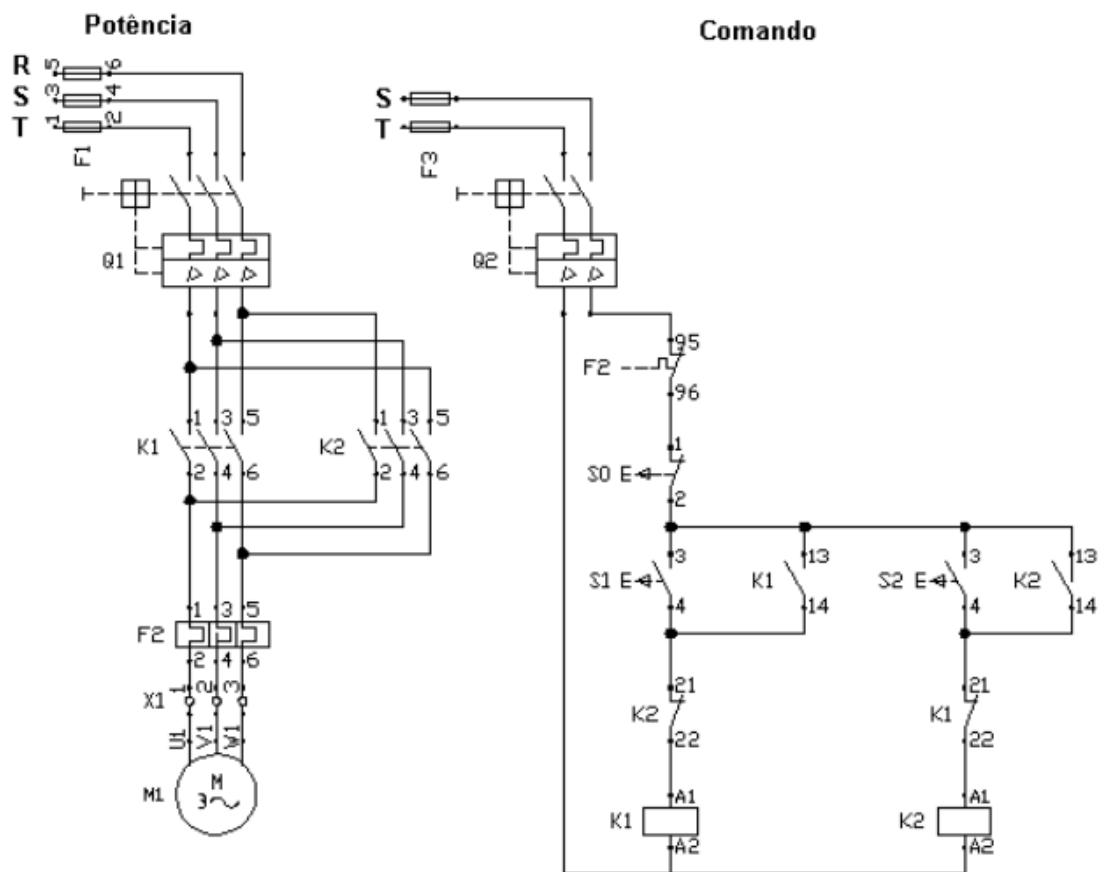 Potência
Comando
R 5 6
S 3 4
T 1 2
F1
S
T
F3
Q1
Q2
95
F2
96
1 3 5
K1
2 4 6
1 3 5
K2
2 4 6
1
S0 E
2
3
S1 E
4
13
K1
14
3
S2 E
4
13
K2
14
1 3 5
F2
2 4 6
X1 1 2 3
U1 V1 W1
M1
M
3
21
K2
22
21
K1
22
A1
K1
A2
A1
K2
A2